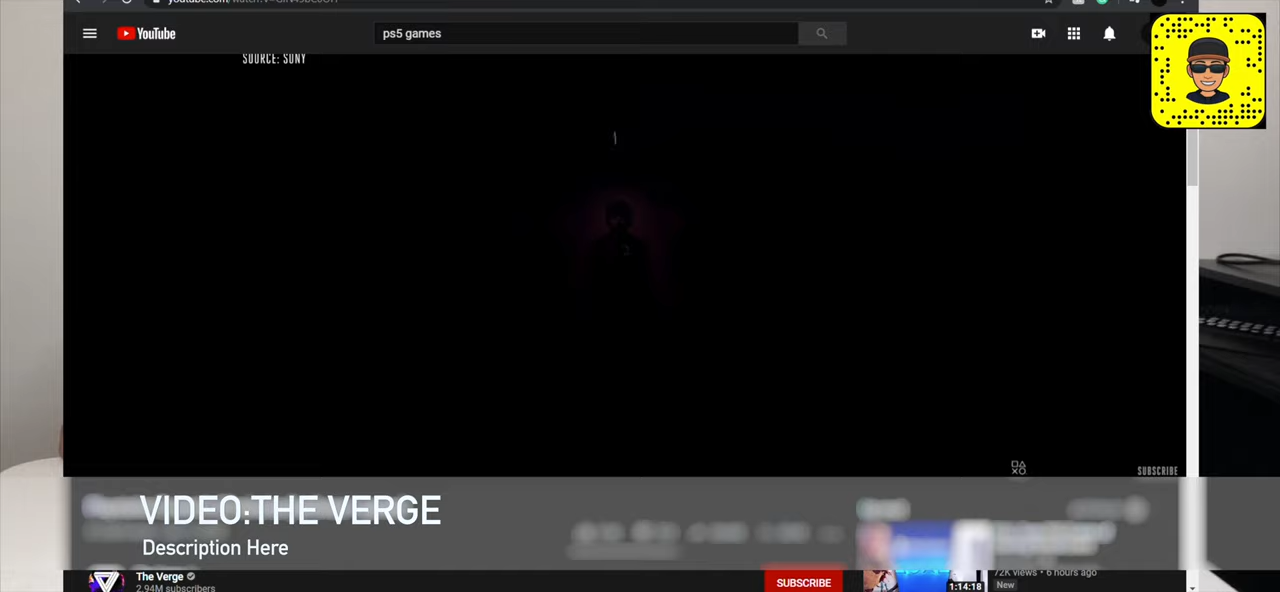 YouTube
ps5 games
SOURCE: SONY
SUBSCRIBE
VIDEO:THE VERGE
Description Here
The Verge
2.94M subscribers
SUBSCRIBE
72K views • 6 hours ago
New
1:14:18